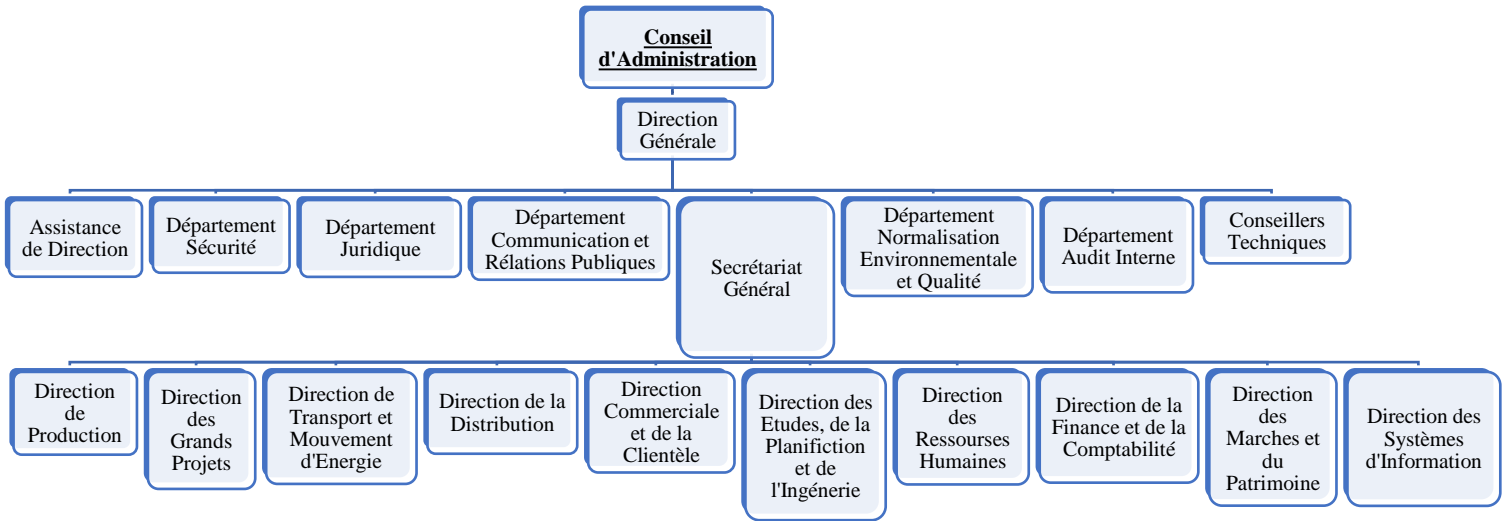 Conseil
d'Administration
Direction
Générale
Assistance
de Direction
Département
Sécurité
Département
Juridique
Département
Communication et
Rélations Publiques
Secrétariat
Général
Département
Normalisation
Environnementale
et Qualité
Département
Audit Interne
Conseillers
Techniques
Direction
de
Production
Direction
des
Grands
Projets
Direction de
Transport et
Mouvement
d'Energie
Direction de la
Distribution
Direction
Commerciale
et de la
Clientèle
Direction des
Etudes, de la
Planifiction
et de
l'Ingénerie
Direction
des
Ressourses
Humaines
Direction de la
Finance et de la
Comptabilité
Direction
des
Marches et
du
Patrimoine
Direction des
Systèmes
d'Information